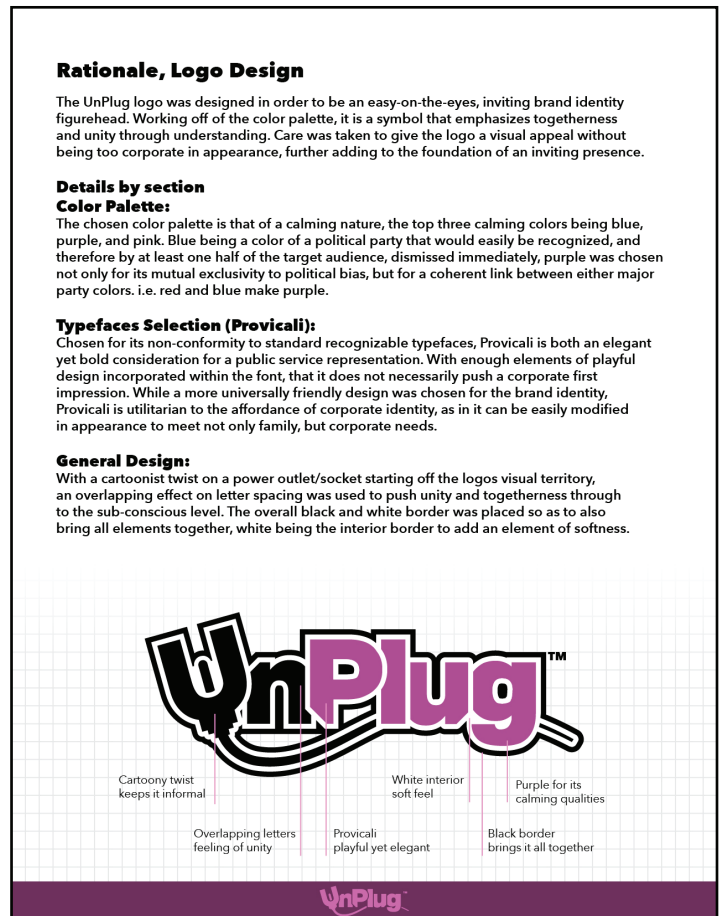 Rationale, Logo Design
The UnPlug logo was designed in order to be an easy-on-the-eyes, inviting brand identity
figurehead. Working off of the color palette, it is a symbol that emphasizes togetherness
and unity through understanding. Care was taken to give the logo a visual appeal without
being too corporate in appearance, further adding to the foundation of an inviting presence.
Details by section
Color Palette:
The chosen color palette is that of a calming nature, the top three calming colors being blue,
purple, and pink. Blue being a color of a political party that would easily be recognized, and
therefore by at least one half of the target audience, dismissed immediately, purple was chosen
not only for its mutual exclusivity to political bias, but for a coherent link between either major
party colors. i.e. red and blue make purple.
Typefaces Selection (Provicali):
Chosen for its non-conformity to standard recognizable typefaces, Provicali is both an elegant
yet bold consideration for a public service representation. With enough elements of playful
design incorporated within the font, that it does not necessarily push a corporate first
impression. While a more universally friendly design was chosen for the brand identity,
Provicali is utilitarian to the affordance of corporate identity, as in it can be easily modified
in appearance to meet not only family, but corporate needs.
General Design:
With a cartoonist twist on a power outlet/socket starting off the logos visual territory,
an overlapping effect on letter spacing was used to push unity and togetherness through
to the sub-conscious level. The overall black and white border was placed so as to also
bring all elements together, white being the interior border to add an element of softness.
UnPlug™
Cartoony twist
keeps it informal
White interior
soft feel
Purple for its
calming qualities
Overlapping letters
feeling of unity
Provicali
playful yet elegant
Black border
brings it all together
UnPlug™